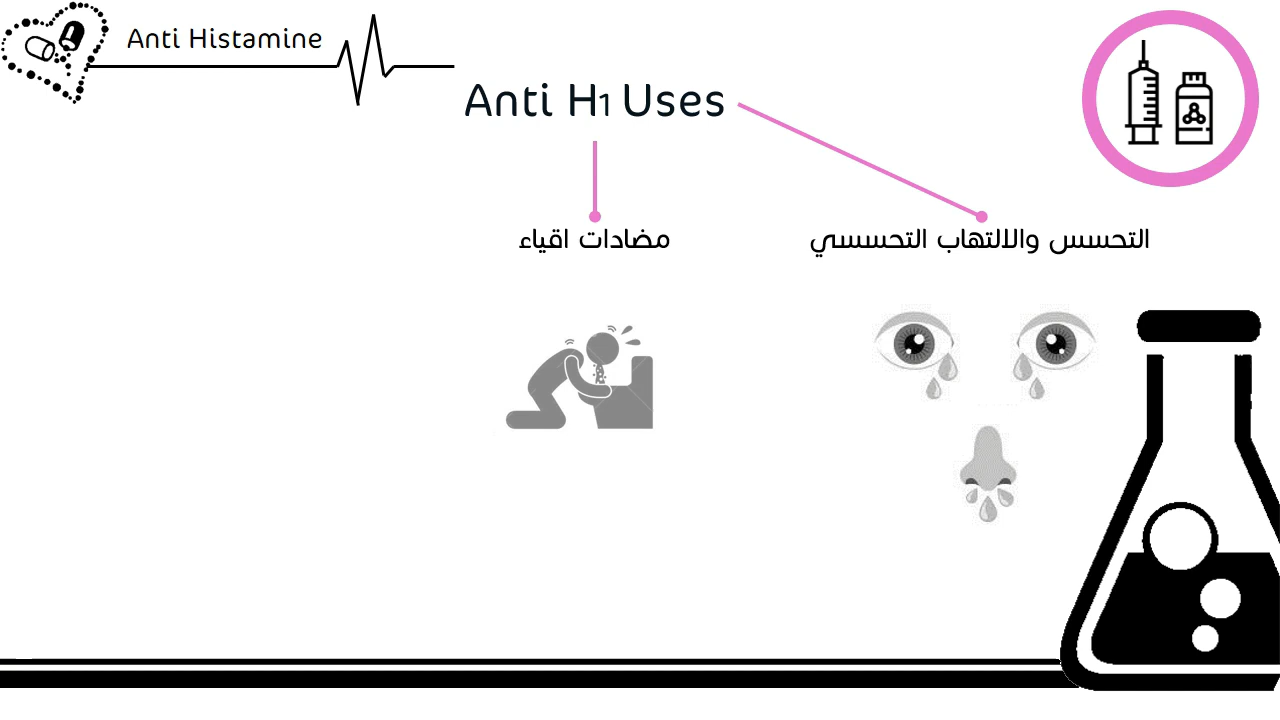 Anti Histamine
Anti H1 Uses
التحسس والالتهاب التحسسي
مضادات اقياء